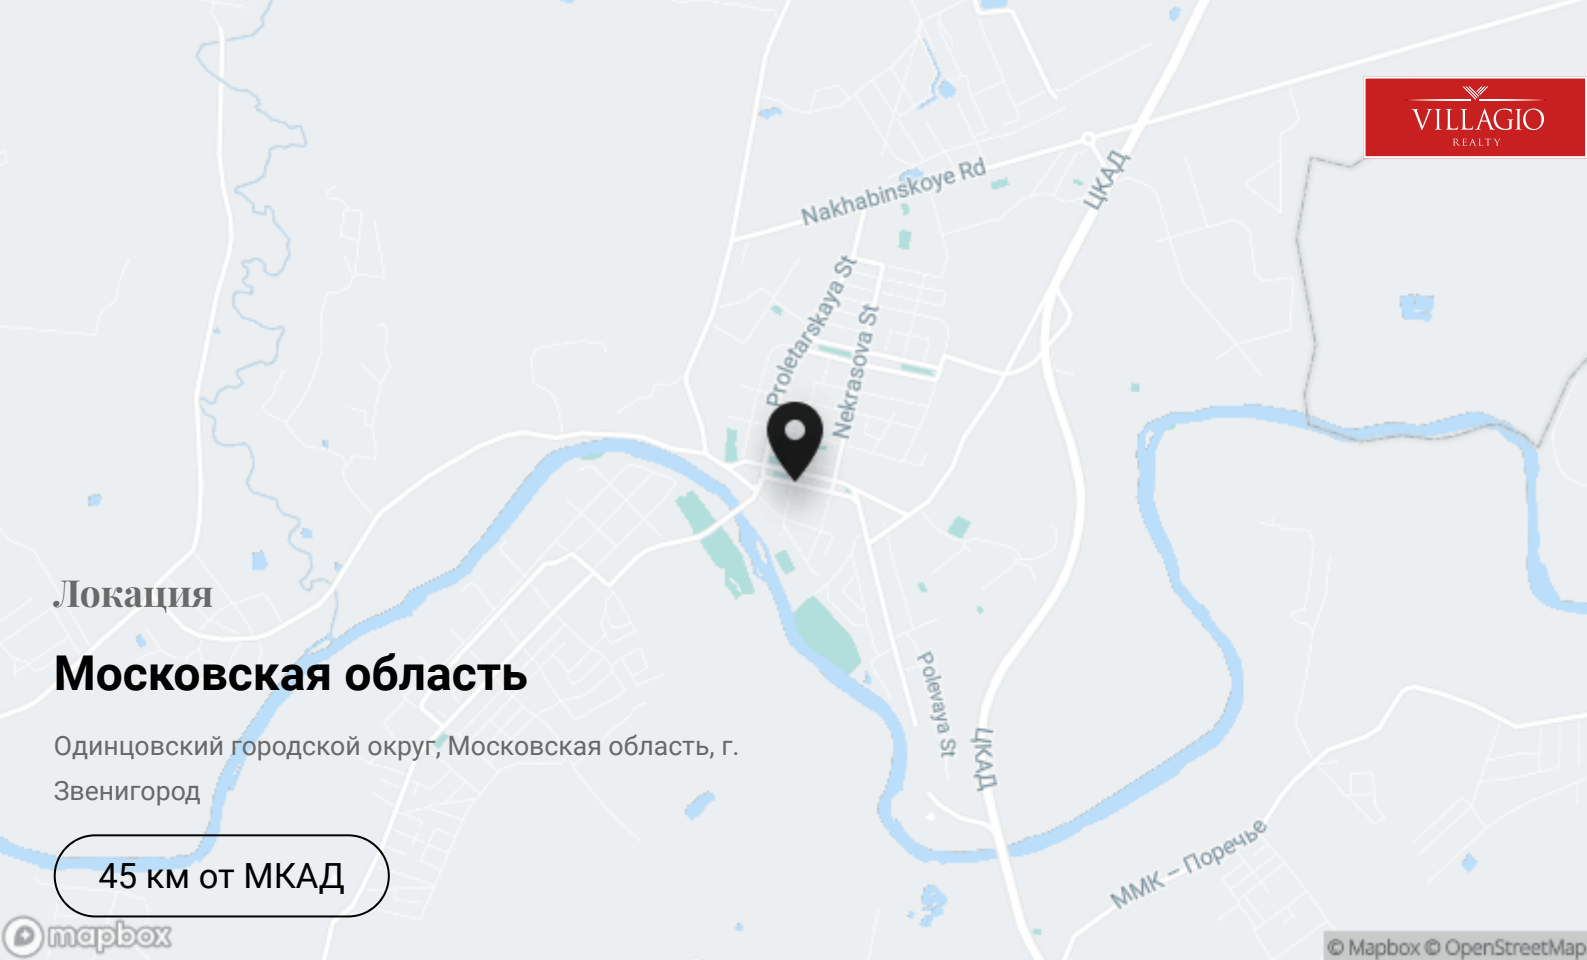 VILLAGIO
REALTY
ЦКАД
Nakhabinskoye Rd
Proletarskaya St
Nekrasova St
Локация
Московская область
Polevaya St
ЦКАД
Одинцовский городской округ, Московская область, г.
Звенигород
45 км от МКАД
ММК – Поречье
mapbox
© Mapbox © OpenStreetMap